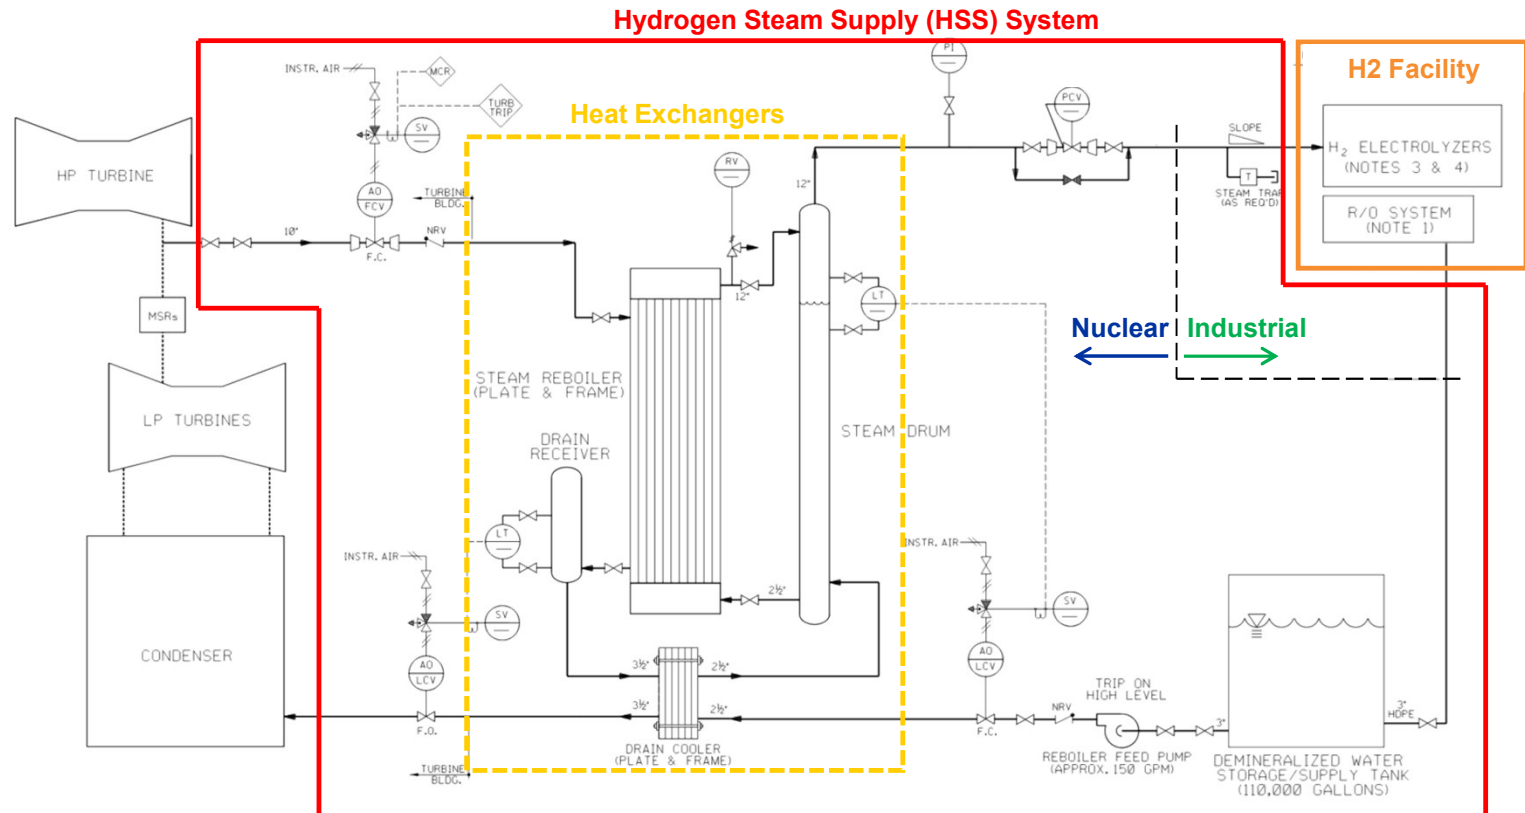 Hydrogen Steam Supply (HSS) System
H2 Facility
Heat Exchangers
INSTR. AIR
MCR
TURB
TRIP
SV
PI
PCV
SLOPE
H2 ELECTROLYZERS
(NOTES 3 & 4)
STEAM TRAP
(AS REQ'D)
T
R/O SYSTEM
(NOTE 1)
HP TURBINE
RV
12"
AO
FCV
TURBINE
BLDG.
10"
NRV
F.C.
12"
LT
MSRs
Nuclear
Industrial
STEAM REBOILER
(PLATE & FRAME)
LP TURBINES
DRAIN
RECEIVER
STEAM DRUM
LT
INSTR. AIR
INSTR. AIR
2½"
SV
SV
CONDENSER
AO
LCV
3½"
2½"
AO
LCV
3½"
2½"
TRIP ON
HIGH LEVEL
NRV
3"
3"
HDPE
F.O.
F.C.
DRAIN COOLER
(PLATE & FRAME)
REBOILER FEED PUMP
(APPROX. 150 GPM)
DEMINERALIZED WATER
STORAGE/SUPPLY TANK
(110,000 GALLONS)
TURBINE
BLDG.